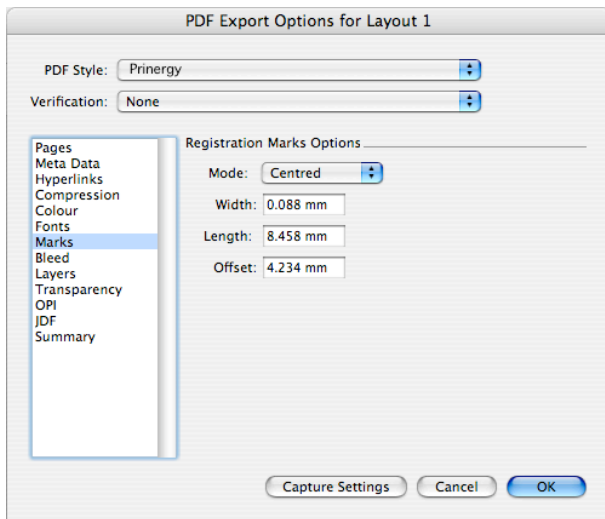 PDF Export Options for Layout 1
PDF Style: Prinergy
Verification: None
Pages
Meta Data
Hyperlinks
Compression
Colour
Fonts
Marks
Bleed
Layers
Transparency
OPI
JDF
Summary
Registration Marks Options
Mode: Centred
Width: 0.088 mm
Length: 8.458 mm
Offset: 4.234 mm
Capture Settings Cancel OK